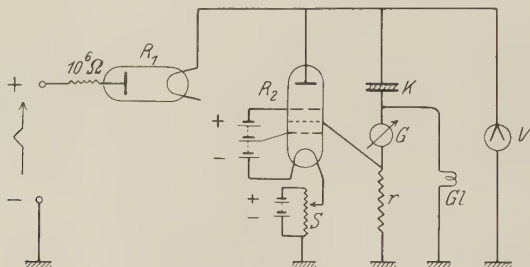 + 10⁶Ω R₁
R₂ K
+ G V
-
+ r Gl
- - S